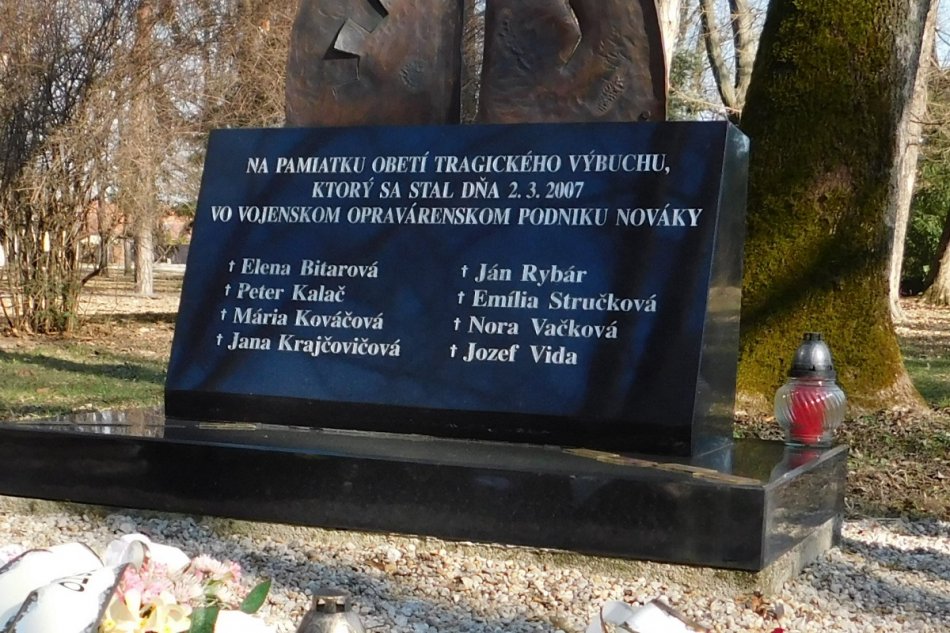 NA PAMIATKU OBETÍ TRAGICKÉHO VÝBUCHU,
KTORÝ SA STAL DŇA 2. 3. 2007
VO VOJENSKOM OPRAVÁRENSKOM PODNIKU NOVÁKY
† Elena Bitarová
† Peter Kalač
† Mária Kováčová
† Jana Krajčovičová
† Ján Rybár
† Emília Stručková
† Nora Vačková
† Jozef Vida